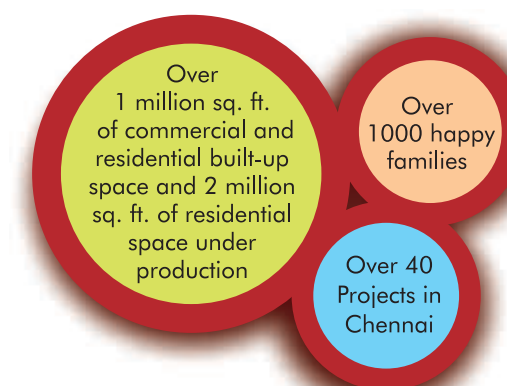 Over
1 million sq. ft.
of commercial and
residential built-up
space and 2 million
sq. ft. of residential
space under
production
Over
1000 happy
families
Over 40
Projects in
Chennai